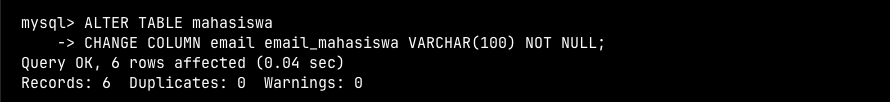 mysql> ALTER TABLE mahasiswa
    -> CHANGE COLUMN email email_mahasiswa VARCHAR(100) NOT NULL;
Query OK, 6 rows affected (0.04 sec)
Records: 6  Duplicates: 0  Warnings: 0